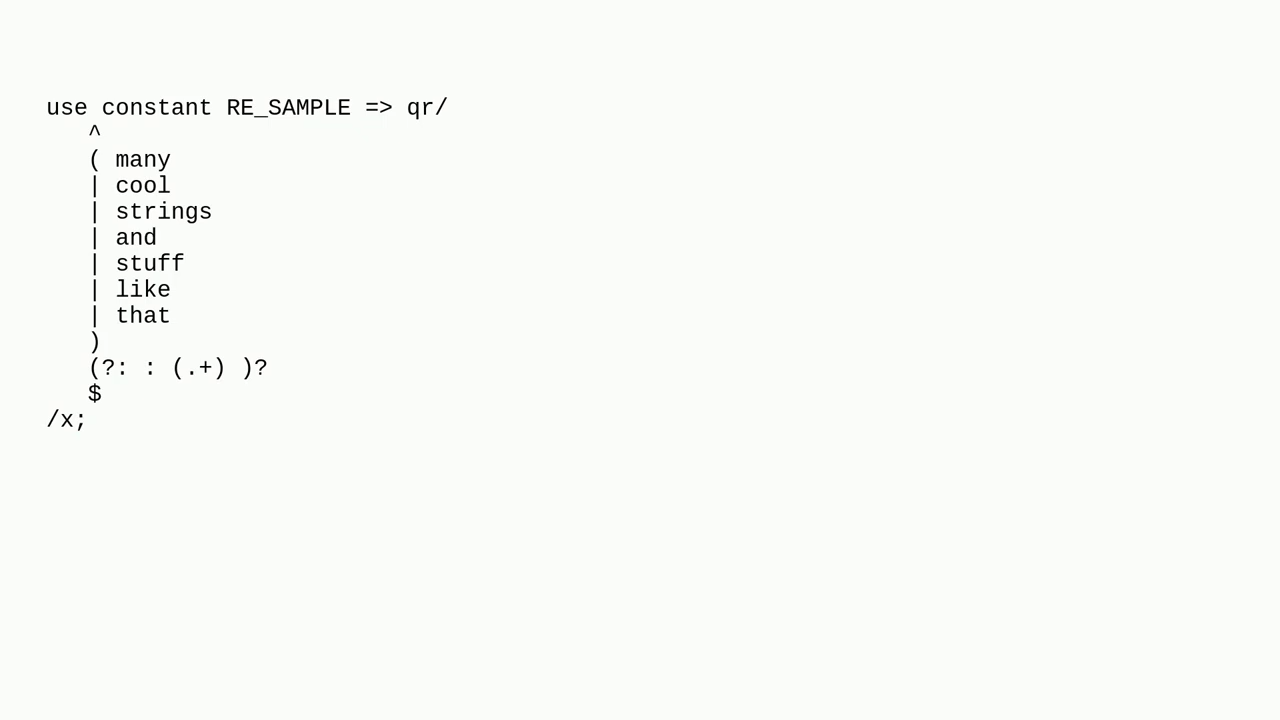 use constant RE_SAMPLE => qr/
   ^
   ( many
   | cool
   | strings
   | and
   | stuff
   | like
   | that
   )
   (?: : (.+) )?
   $
/x;